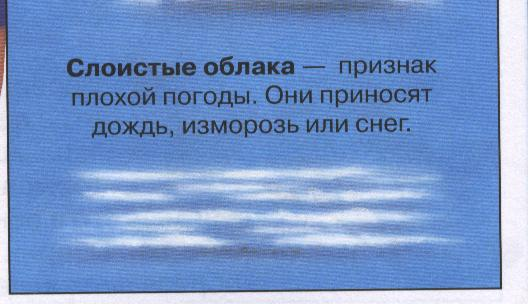 Слоистые облака — признак
плохой погоды. Они приносят
дождь, изморозь или снег.